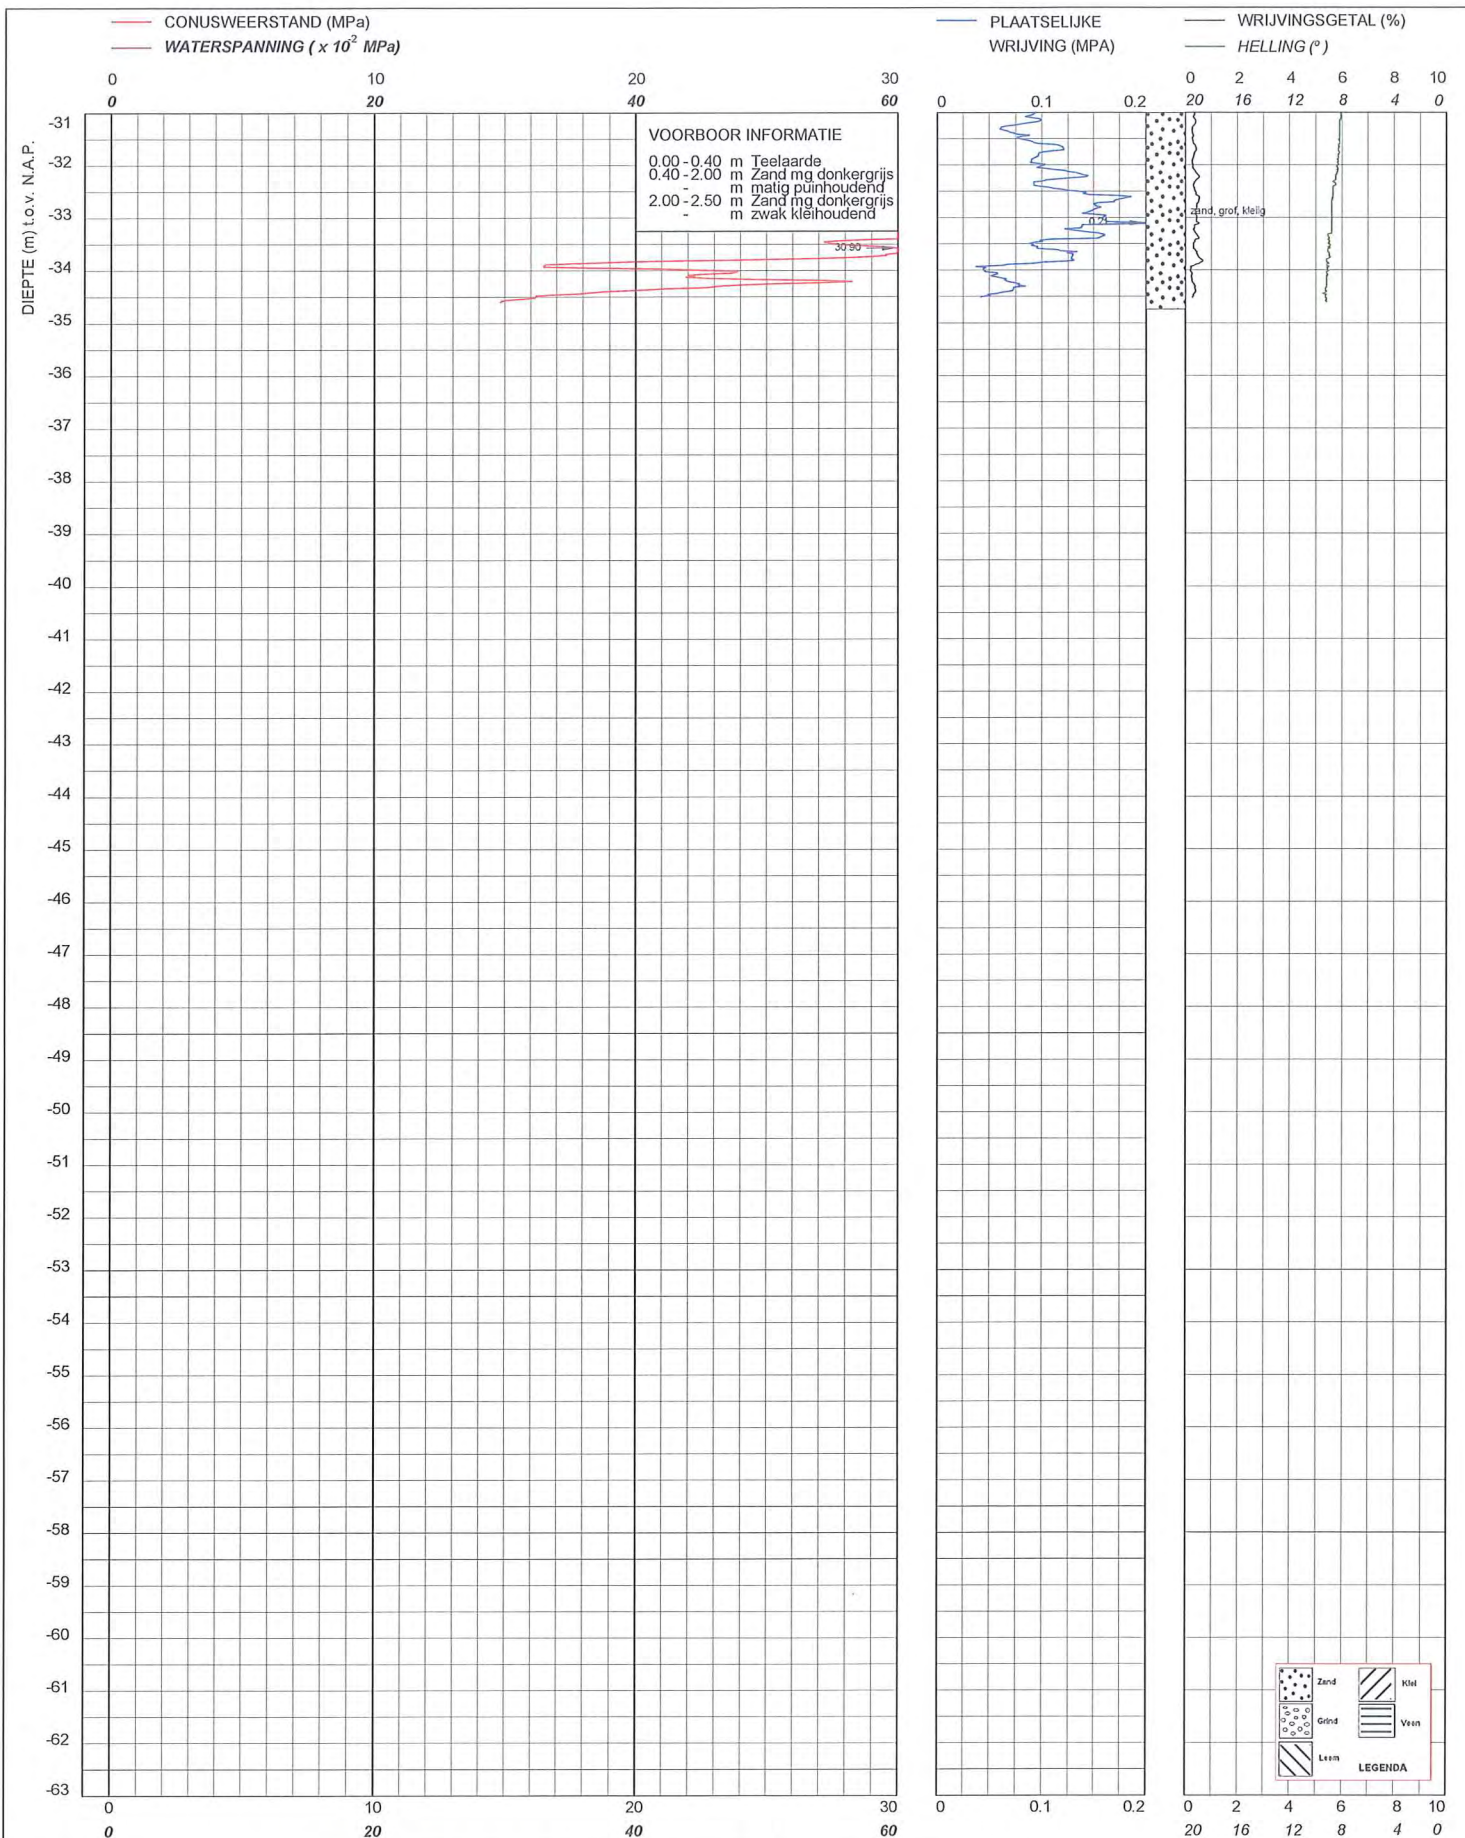 CONUSWEERSTAND (MPa)
WATERSPANNING ( x 10-2 MPa)
PLAATSELIJKE
WRIJVING (MPA)
WRIJVINGSGETAL (%)
HELLING (º)
0 10 20 30
0 20 40 60
0 0.1 0.2
0 2 4 6 8 10
20 16 12 8 4 0
DIEPTE (m) t.o.v. N.A.P.
VOORBOOR INFORMATIE
0.00 - 0.40 m Teelaarde
0.40 - 2.00 m Zand mg donkergrijs
- m matig puinhoudend
2.00 - 2.50 m Zand mg donkergrijs
- m zwak kleihoudend
30.90
0.21
zand, grof, kleiig
-31
-32
-33
-34
-35
-36
-37
-38
-39
-40
-41
-42
-43
-44
-45
-46
-47
-48
-49
-50
-51
-52
-53
-54
-55
-56
-57
-58
-59
-60
-61
-62
-63
Zand
Klei
Grind
Veen
Leem
LEGENDA
0 10 20 30
0 20 40 60
0 0.1 0.2
0 2 4 6 8 10
20 16 12 8 4 0